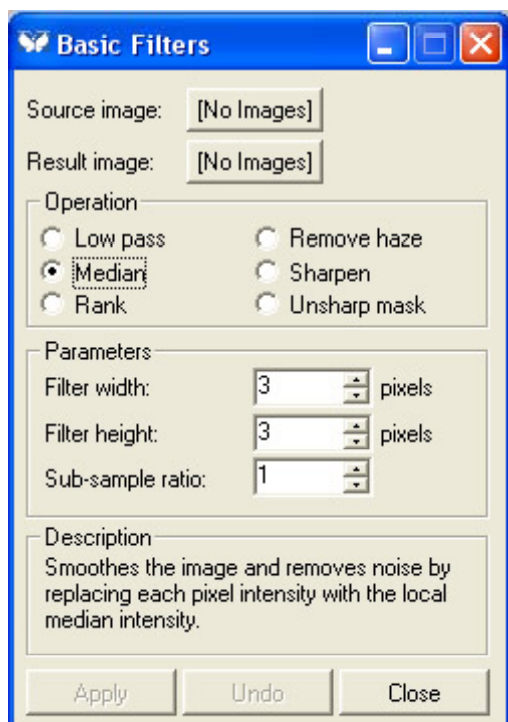 Basic Filters
Source image: [No Images]
Result image: [No Images]
Operation
Low pass Remove haze
Median Sharpen
Rank Unsharp mask
Parameters
Filter width: 3 pixels
Filter height: 3 pixels
Sub-sample ratio: 1
Description
Smoothes the image and removes noise by
replacing each pixel intensity with the local
median intensity.
Apply Undo Close